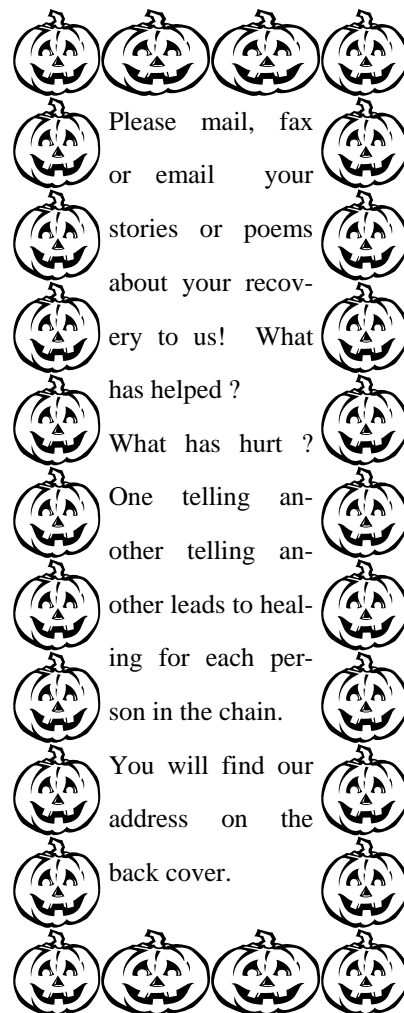 Please mail, fax
or email your
stories or poems
about your recov-
ery to us! What
has helped ?
What has hurt ?
One telling an-
other telling an-
other leads to heal-
ing for each per-
son in the chain.
You will find our
address on the
back cover.